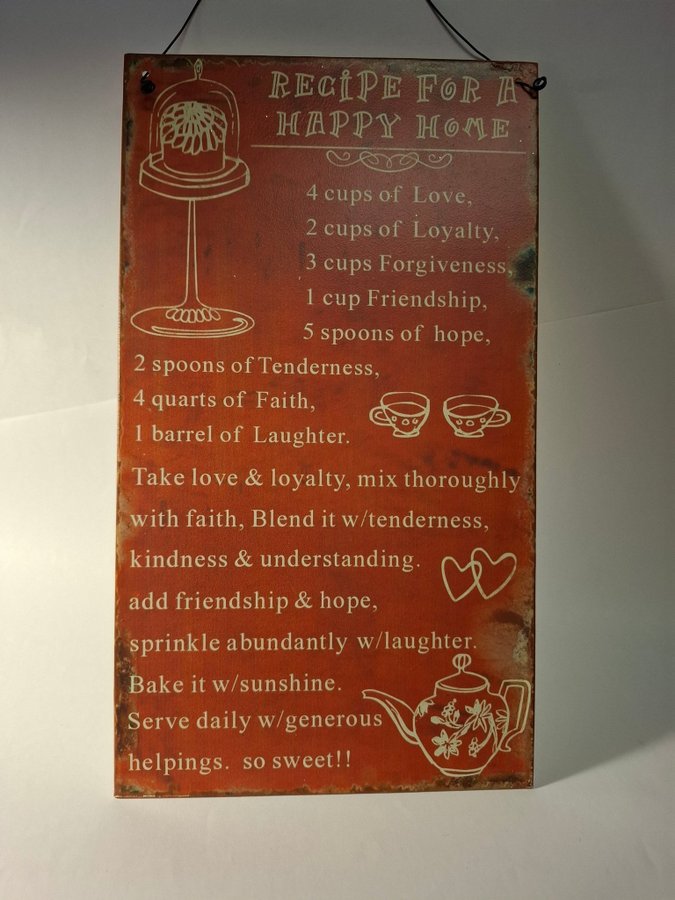 RECIPE FOR A
HAPPY HOME
4 cups of Love,
2 cups of Loyalty,
3 cups Forgiveness,
1 cup Friendship,
5 spoons of hope,
2 spoons of Tenderness,
4 quarts of Faith,
1 barrel of Laughter.
Take love & loyalty, mix thoroughly
with faith, Blend it w/tenderness,
kindness & understanding.
add friendship & hope,
sprinkle abundantly w/laughter.
Bake it w/sunshine.
Serve daily w/generous
helpings. so sweet!!